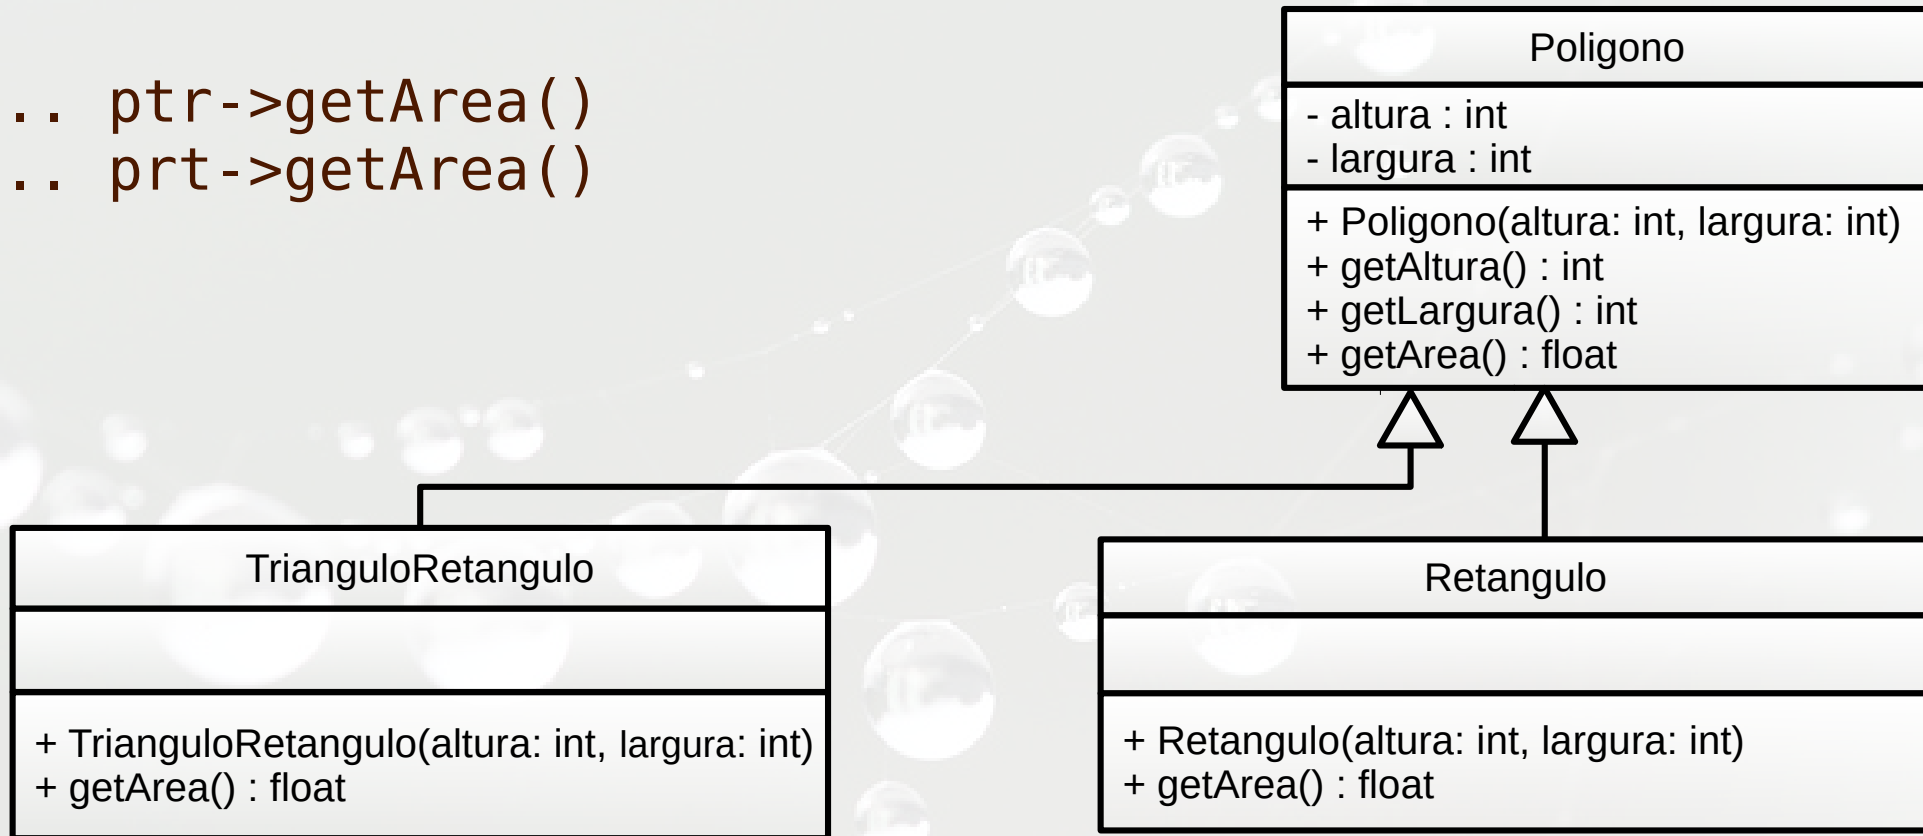 .. ptr->getArea()
.. prt->getArea()
Poligono
- altura : int
- largura : int
+ Poligono(altura: int, largura: int)
+ getAltura() : int
+ getLargura() : int
+ getArea() : float
TrianguloRetangulo
+ TrianguloRetangulo(altura: int, largura: int)
+ getArea() : float
Retangulo
+ Retangulo(altura: int, largura: int)
+ getArea() : float